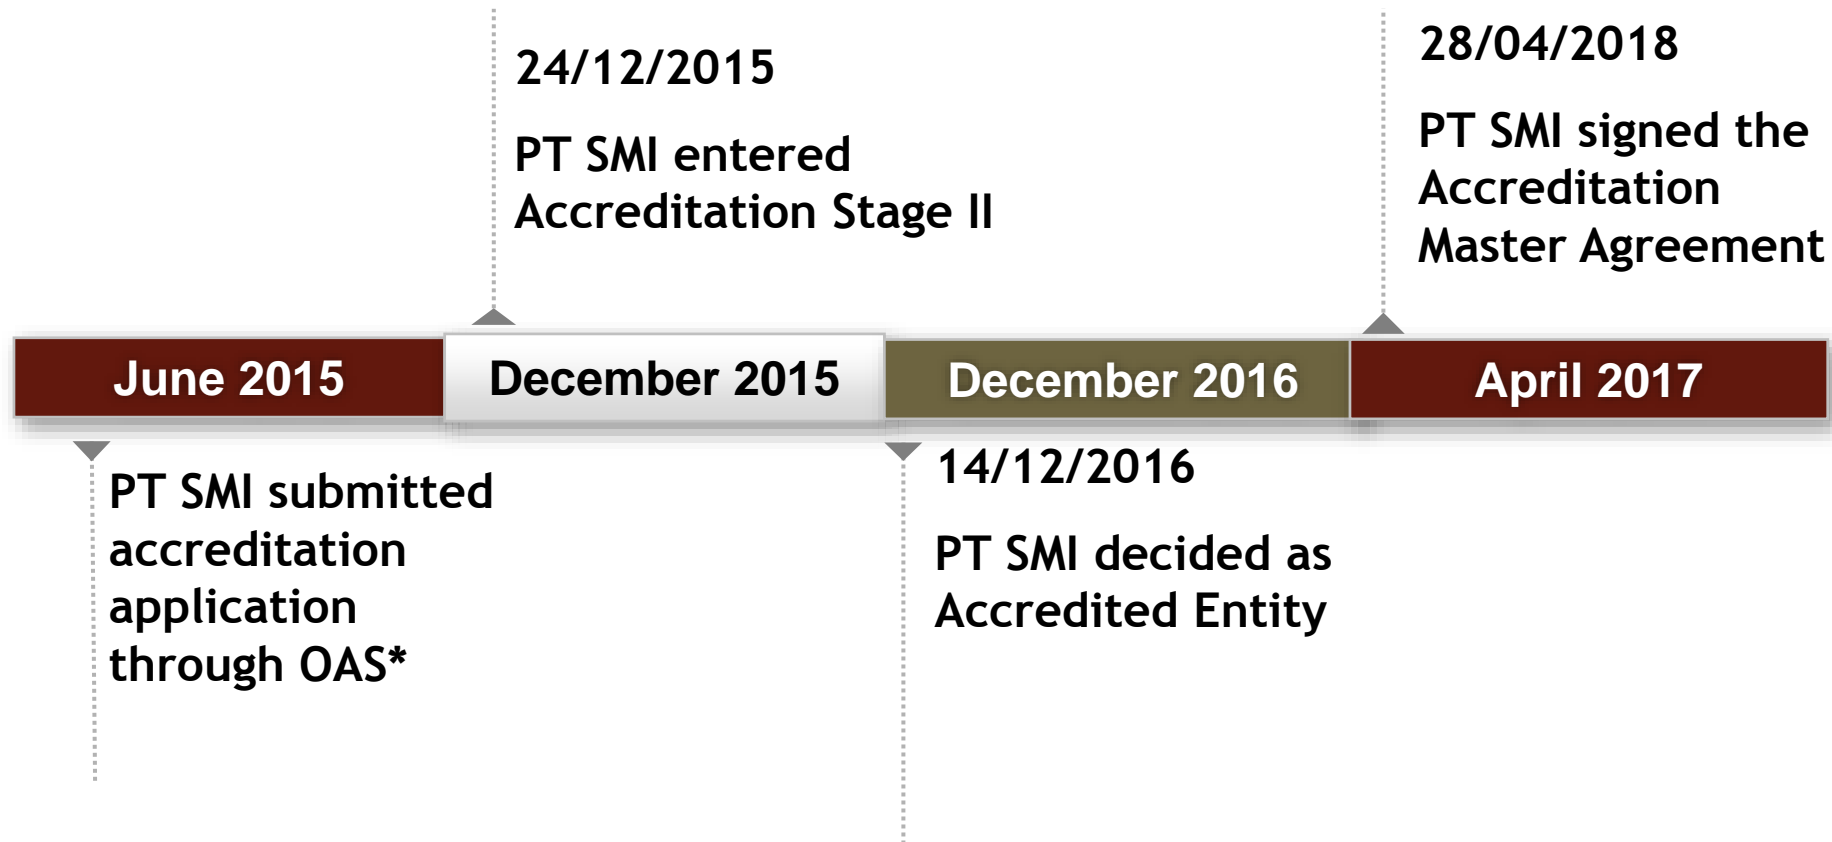 24/12/2015
PT SMI entered
Accreditation Stage II
28/04/2018
PT SMI signed the
Accreditation
Master Agreement
June 2015
December 2015
December 2016
April 2017
PT SMI submitted
accreditation
application
through OAS*
14/12/2016
PT SMI decided as
Accredited Entity